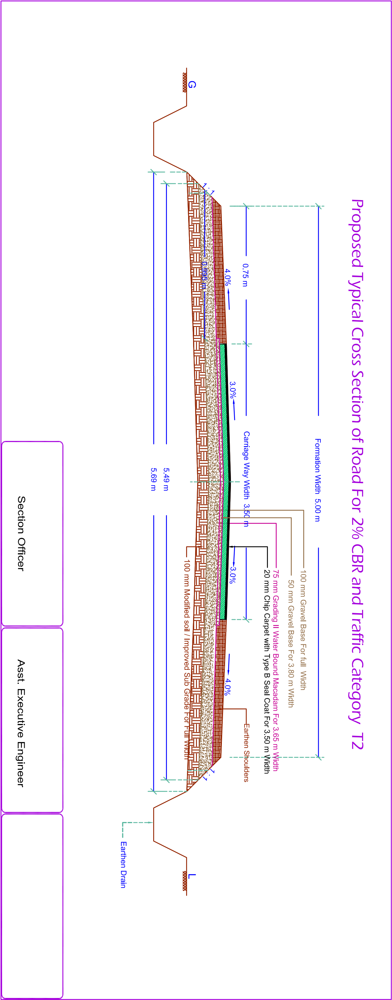 Proposed Typical Cross Section of Road For 2% CBR and Traffic Category T2
Formation Width 5.00 m
100 mm Gravel Base For full Width
50 mm Gravel Base For 3.80 m Width
75 mm Grading II Water Bound Macadam For 3.65 m Width
20 mm Chip Carpet with Type B Seal Coat For 3.50 m Width
0.75 m
Carriage Way Width 3.50 m
Earthen Shoulders
4.0%
3.0%
3.0%
4.0%
1 : 1
0.995 m
1 : 1
G
100 mm Modified soil / Improved Sub Grade For Full Width
L
5.49 m
5.69 m
Earthen Drain
Section Officer
Asst. Executive Engineer